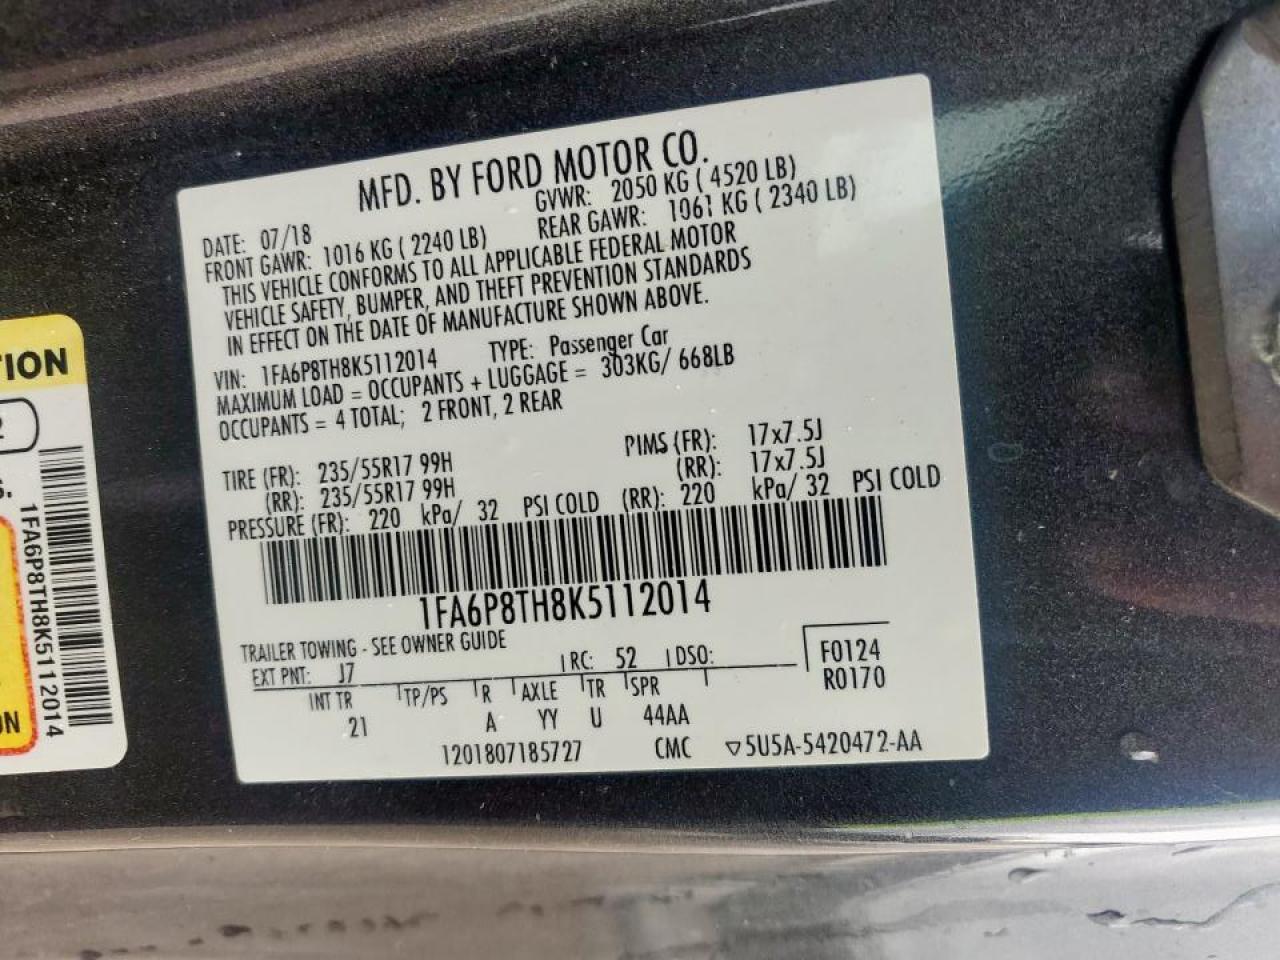 MFD. BY FORD MOTOR CO.
DATE: 07/18 GVWR: 2050 KG ( 4520 LB)
FRONT GAWR: 1016 KG ( 2240 LB) REAR GAWR: 1061 KG ( 2340 LB)
THIS VEHICLE CONFORMS TO ALL APPLICABLE FEDERAL MOTOR
VEHICLE SAFETY, BUMPER, AND THEFT PREVENTION STANDARDS
IN EFFECT ON THE DATE OF MANUFACTURE SHOWN ABOVE.
VIN: 1FA6P8TH8K5112014 TYPE: Passenger Car
MAXIMUM LOAD = OCCUPANTS + LUGGAGE = 303KG/ 668LB
OCCUPANTS = 4 TOTAL; 2 FRONT, 2 REAR
TIRE (FR): 235/55R17 99H PIMS (FR): 17x7.5J
(RR): 235/55R17 99H (RR): 17x7.5J
PRESSURE (FR): 220 kPa/ 32 PSI COLD (RR): 220 kPa/ 32 PSI COLD
1FA6P8TH8K5112014
TRAILER TOWING - SEE OWNER GUIDE
EXT PNT: J7 RC: 52 DSO: F0124
R0170
INT TR TP/PS R AXLE TR SPR
21 A YY U 44AA
1201807185727 CMC ▽5U5A-5420472-AA
TION
2
S.
1FA6P8TH8K5112014
ON